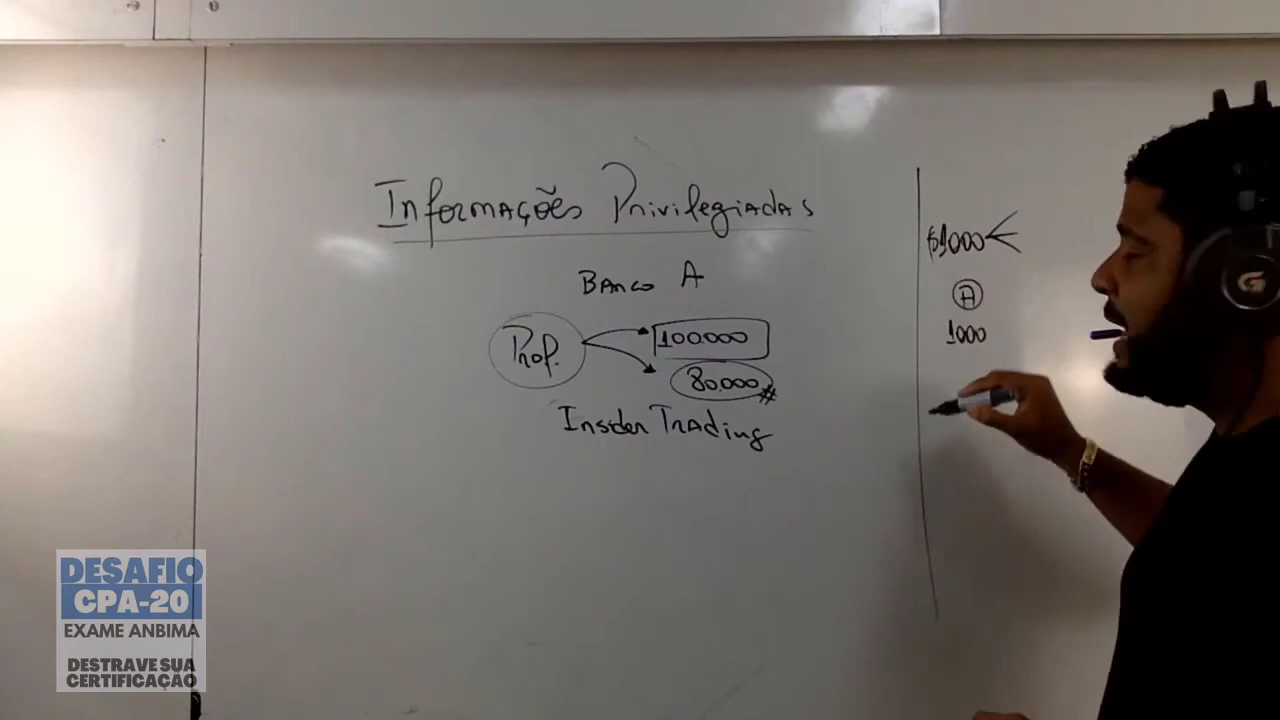 Informações Privilegiadas
Banco A
Prof.
100.000
80.000 #
Insider Trading
$1000
A
1000
DESAFIO
CPA-20
EXAME ANBIMA
DESTRAVE SUA
CERTIFICAÇÃO
G